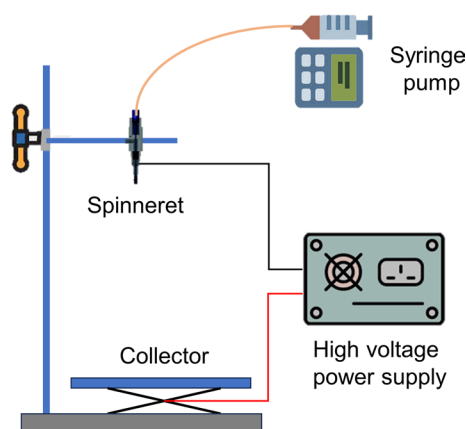 Syringe
pump
Spinneret
Collector
High voltage
power supply